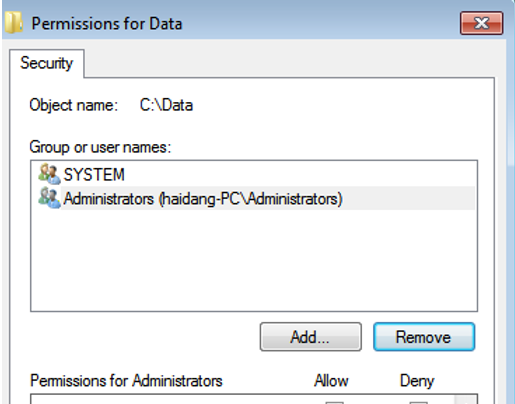 Permissions for Data
Security
Object name: C:\Data
Group or user names:
SYSTEM
Administrators (haidang-PC\Administrators)
Add... Remove
Permissions for Administrators Allow Deny